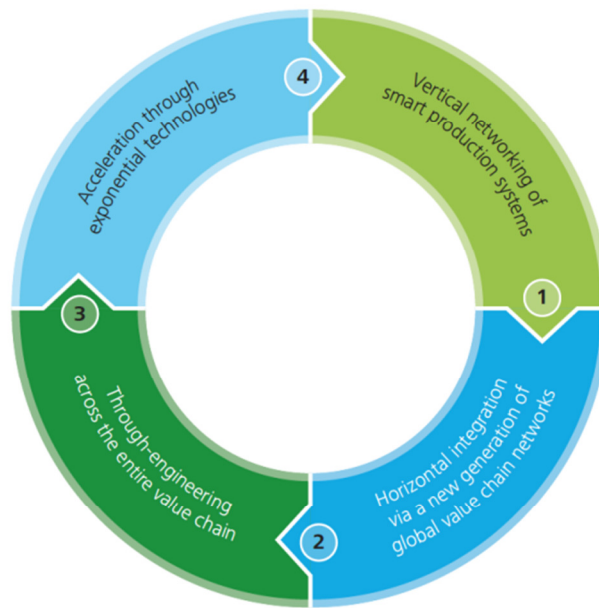 Vertical networking of
smart production systems
1
Horizontal integration
via a new generation of
global value chain networks
2
Through-engineering
across the entire value chain
3
Acceleration through
exponential technologies
4